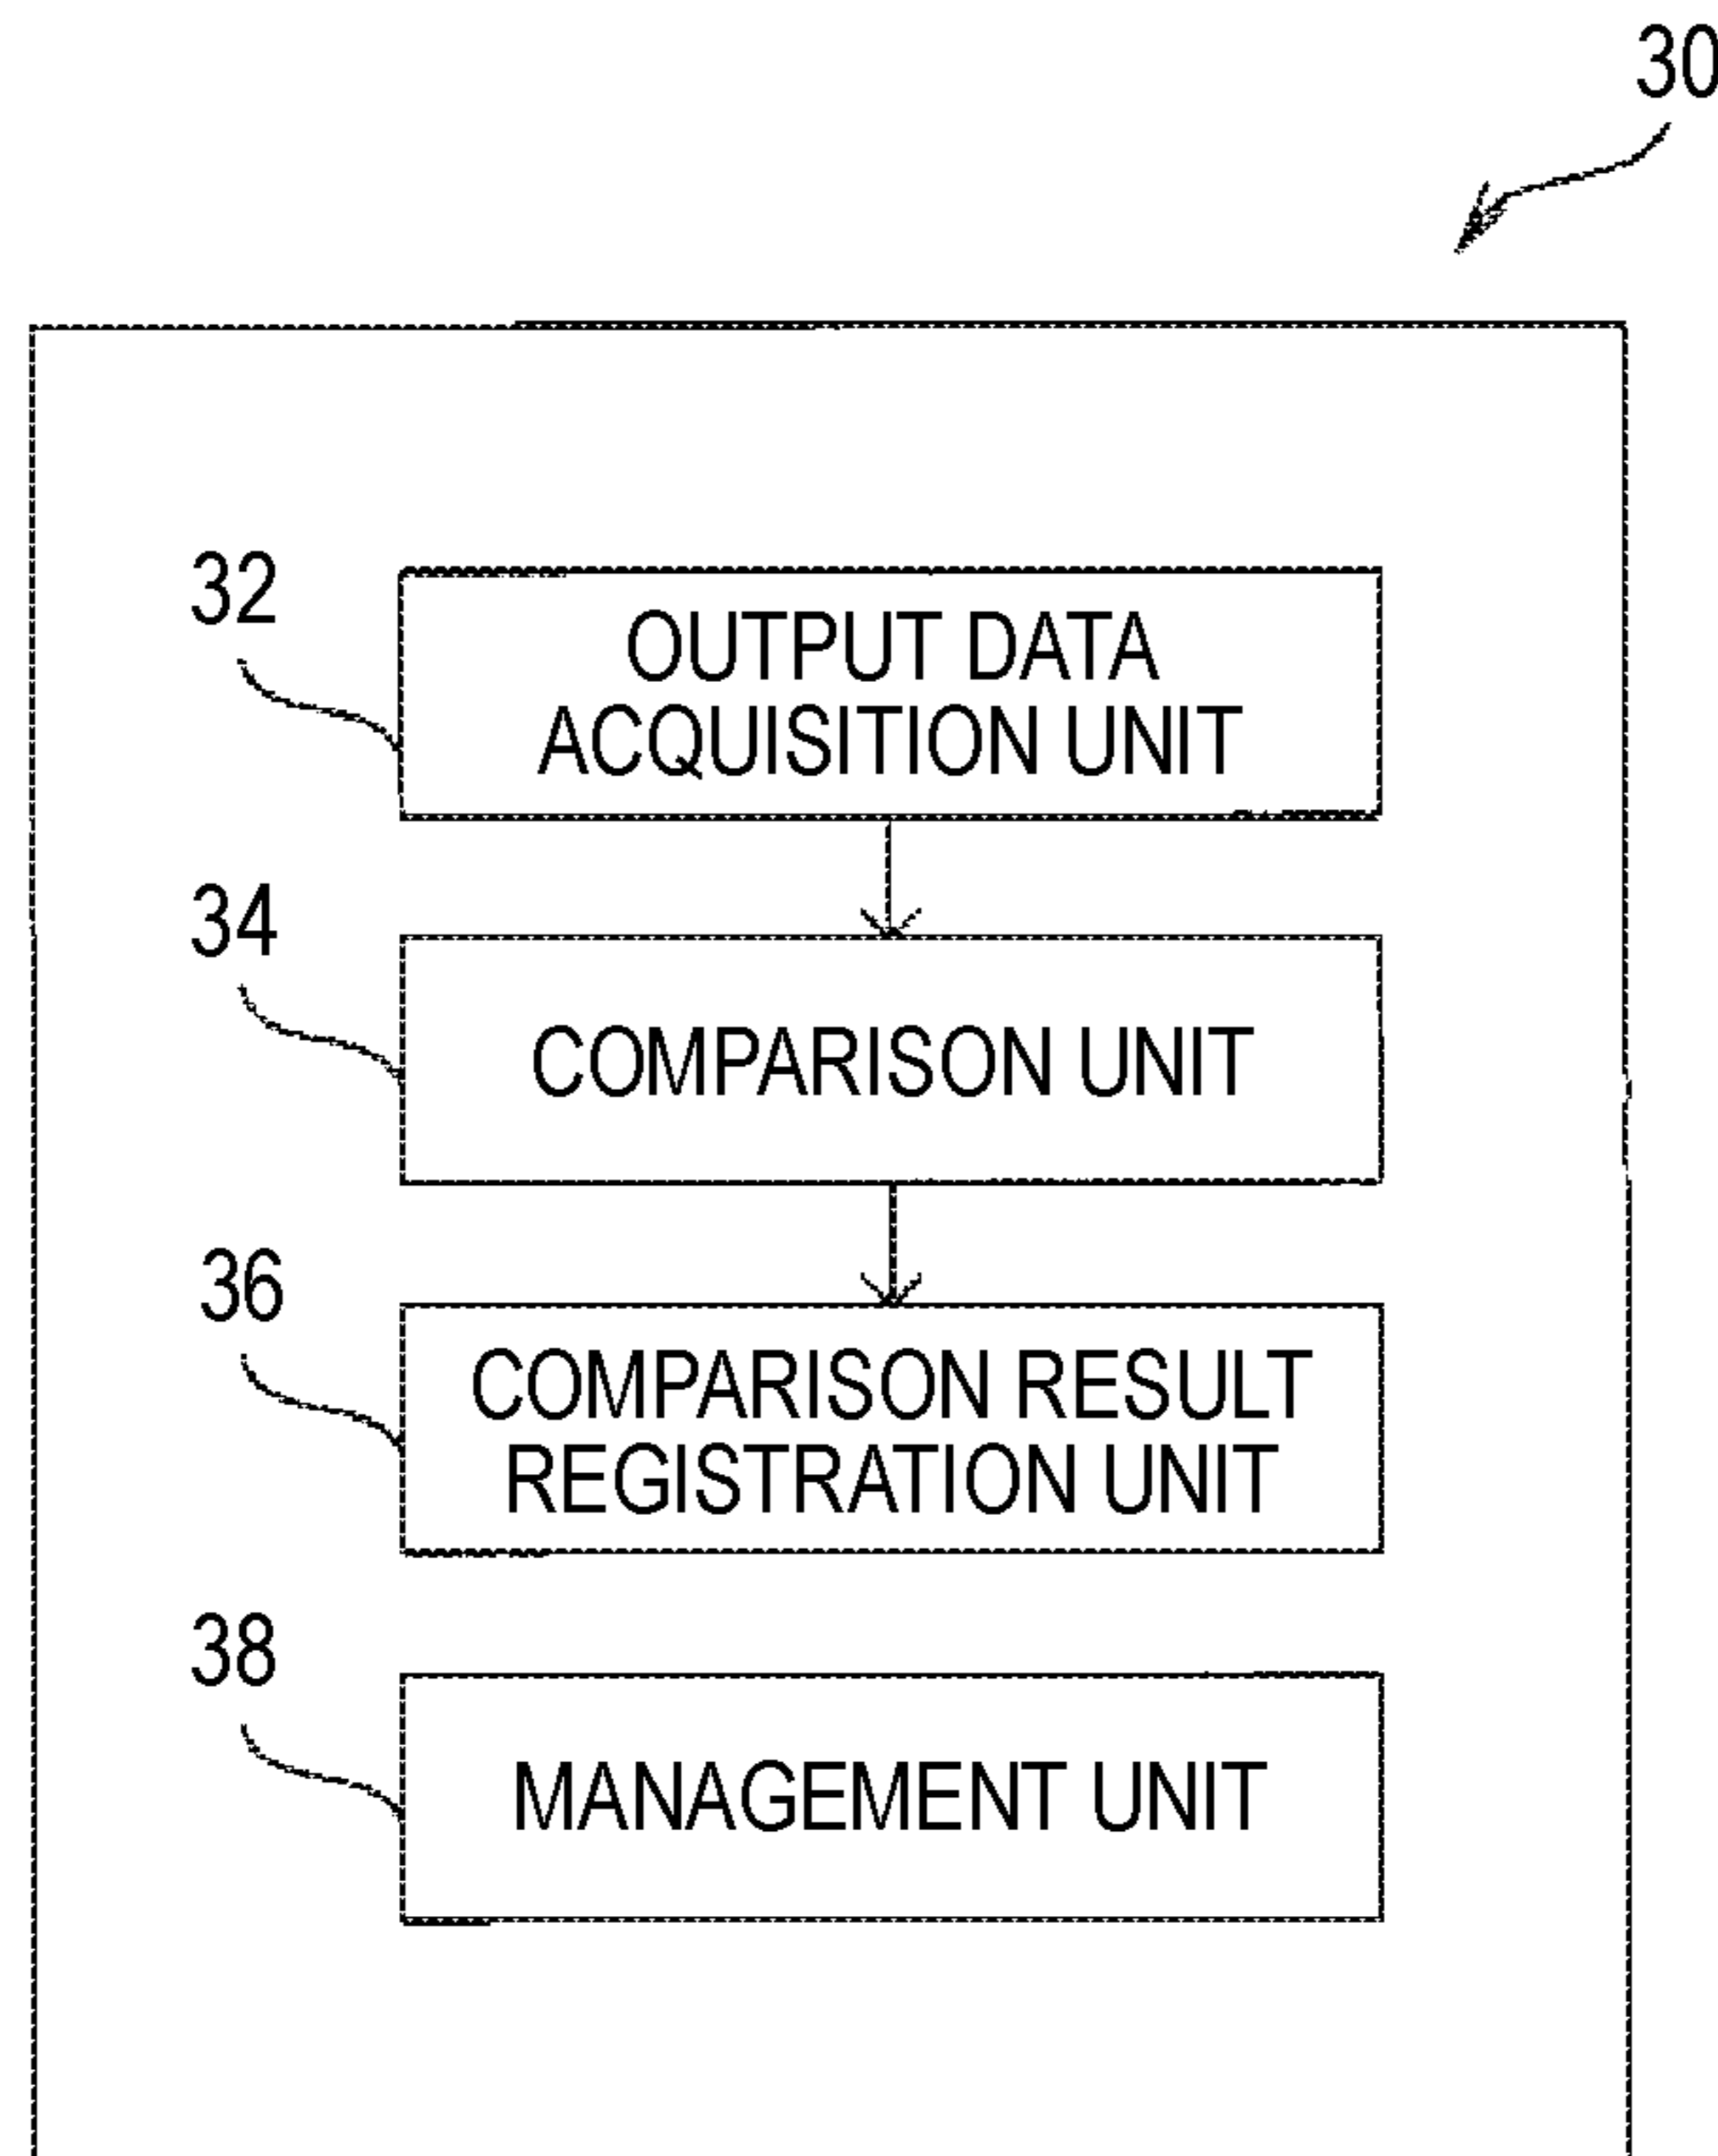 30
32
OUTPUT DATA
ACQUISITION UNIT
34
COMPARISON UNIT
36
COMPARISON RESULT
REGISTRATION UNIT
38
MANAGEMENT UNIT